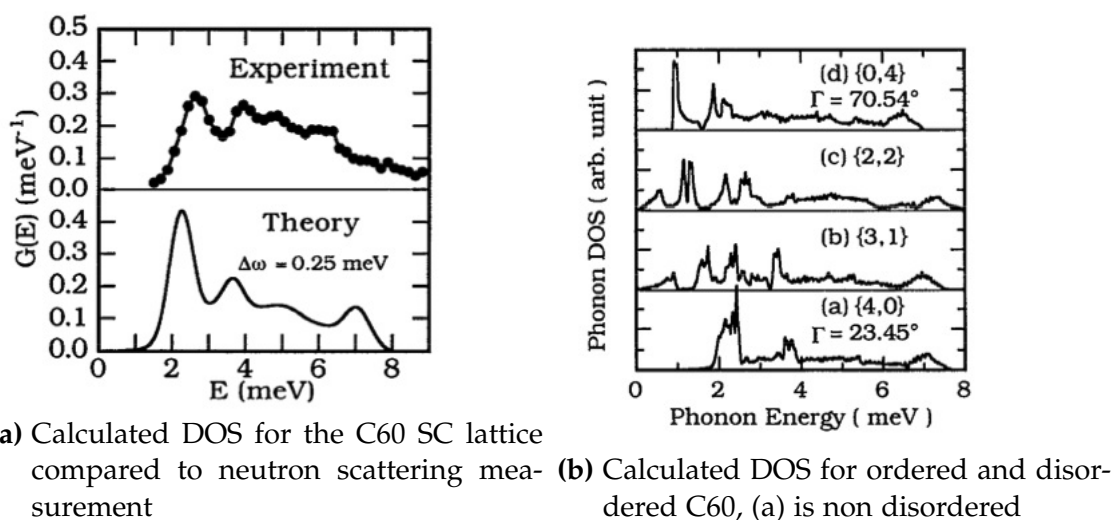 0.5
0.4
0.3
0.2
0.1
0.0
0.4
0.3
0.2
0.1
0.0
G(E) (meV⁻¹)
Experiment
Theory
Δω = 0.25 meV
2 4 6 8
E (meV)
a) Calculated DOS for the C60 SC lattice
compared to neutron scattering mea-
surement
Phonon DOS ( arb. unit )
(d) {0,4}
Γ = 70.54°
(c) {2,2}
(b) {3,1}
(a) {4,0}
Γ = 23.45°
0 2 4 6 8
Phonon Energy ( meV )
(b) Calculated DOS for ordered and disor-
dered C60, (a) is non disordered